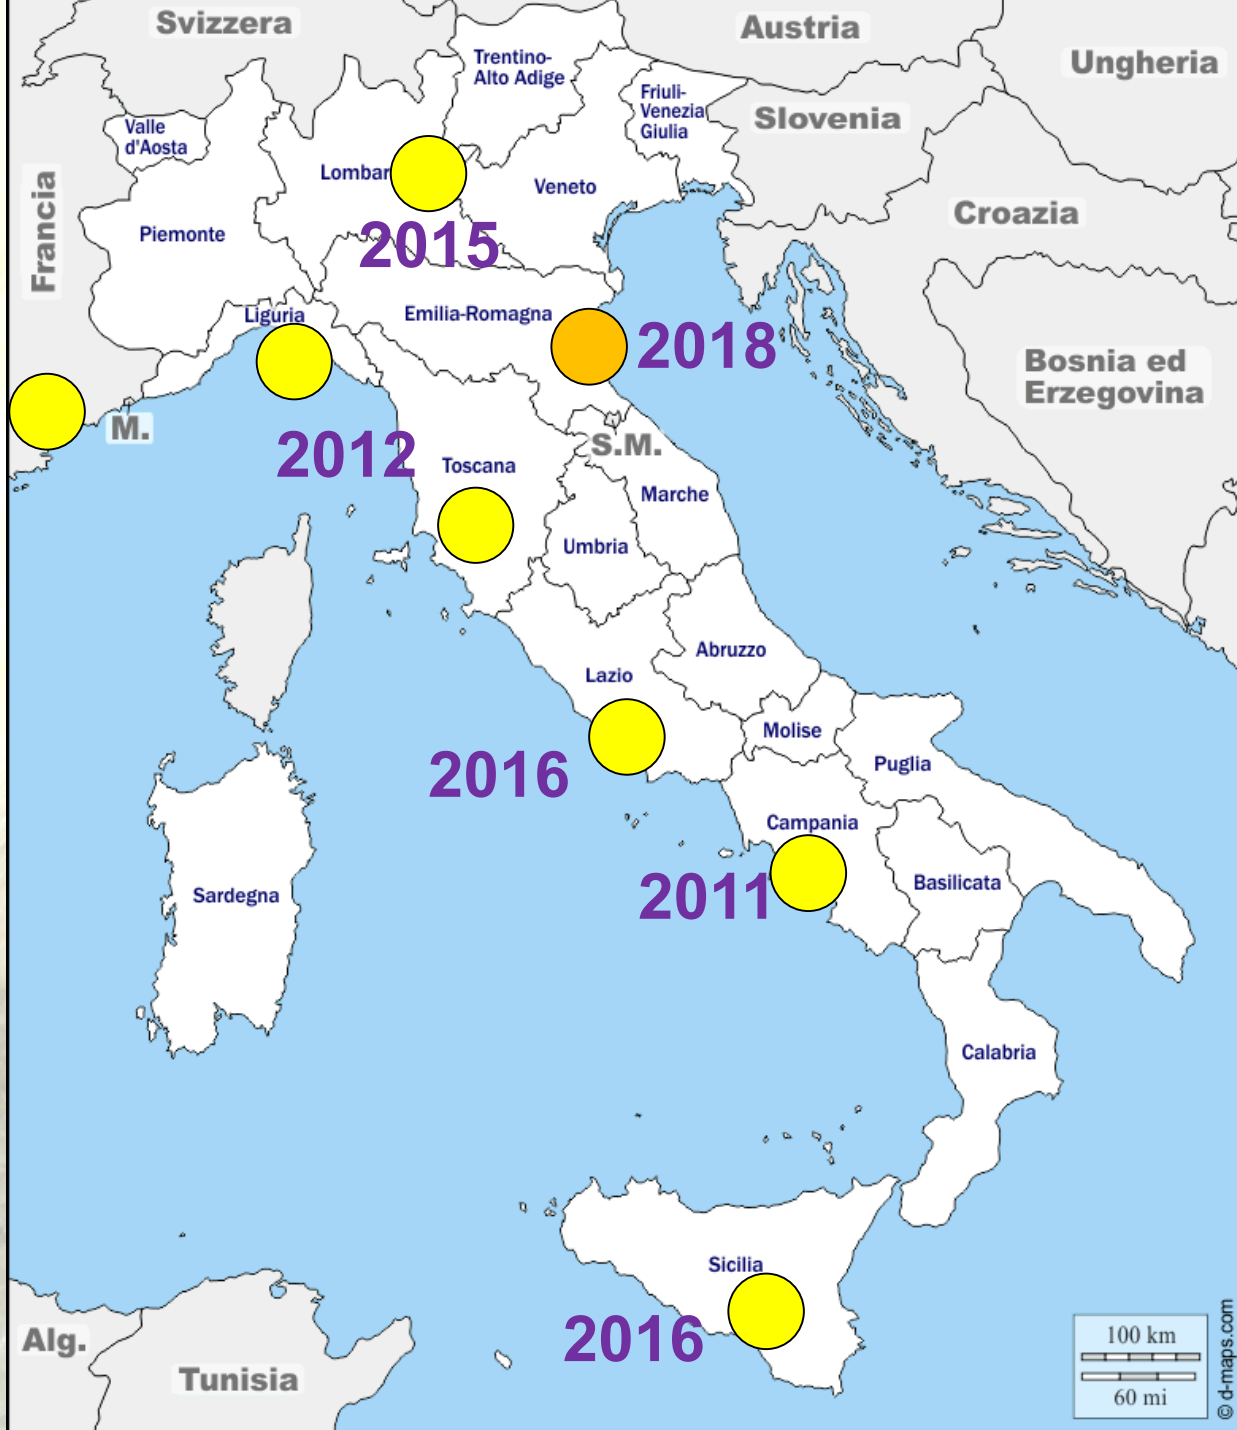 Svizzera
Austria
Ungheria
Trentino-
Alto Adige
Friuli-
Venezia
Giulia
Slovenia
Valle
d'Aosta
Francia
Lombar
Veneto
Croazia
Piemonte
2015
Liguria
Emilia-Romagna
2018
Bosnia ed
Erzegovina
M.
S.M.
2012
Toscana
Marche
Umbria
Abruzzo
Lazio
Molise
2016
Puglia
Campania
2011
Basilicata
Sardegna
Calabria
Sicilia
2016
Alg.
Tunisia
100 km
60 mi
© d-maps.com